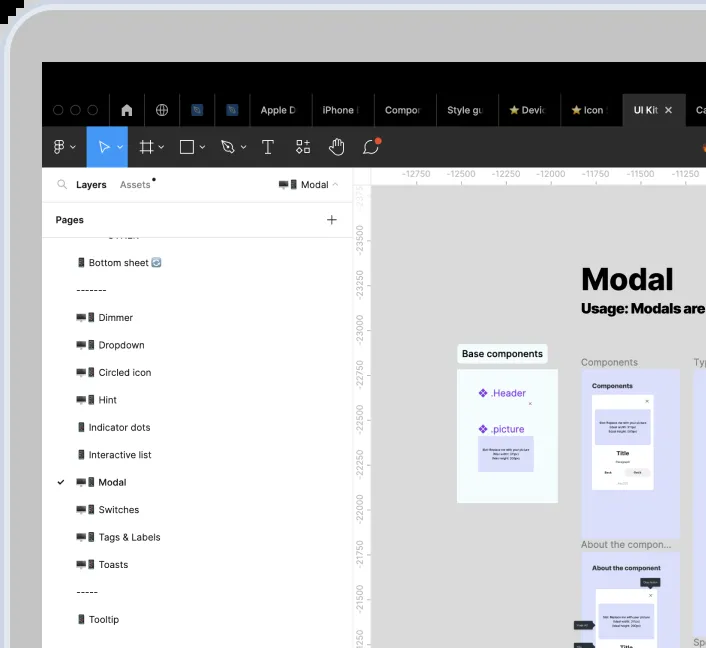 Apple D
iPhone
Compor
Style gu
Devic
Icon
UI Kit
Ca
Layers
Assets
Modal
Pages
Bottom sheet
-------
Dimmer
Dropdown
Circled icon
Hint
Indicator dots
Interactive list
Modal
Switches
Tags & Labels
Toasts
-----
Tooltip
-12750
-12500
-12250
-12000
-11750
-11500
-11250
-23500
-23250
-23000
-22750
-22500
-22250
-22000
-21750
-21500
Modal
Usage: Modals are
Base components
.Header
.picture
Components
Components
Title
Back
About the compon...
About the component
Title
Typ
Sp